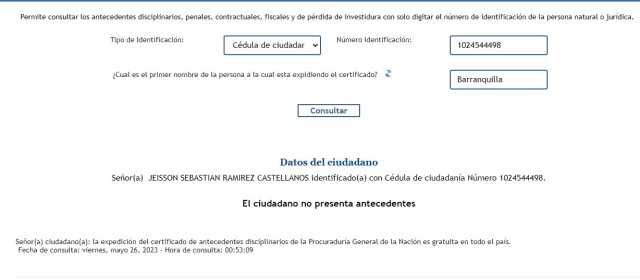 Permite consultar los antecedentes disciplinarios, penales, contractuales, fiscales y de pérdida de investidura con solo digitar el número de identificación de la persona natural o jurídica.
Tipo de Identificación: Cédula de ciudadar Número Identificación: 1024544498
¿Cual es el primer nombre de la persona a la cual esta expidiendo el certificado? Barranquilla
Consultar
Datos del ciudadano
Señor(a) JEISSON SEBASTIAN RAMIREZ CASTELLANOS identificado(a) con Cédula de ciudadanía Número 1024544498.
El ciudadano no presenta antecedentes
Señor(a) ciudadano(a): la expedición del certificado de antecedentes disciplinarios de la Procuraduría General de la Nación es gratuita en todo el país.
Fecha de consulta: viernes, mayo 26, 2023 - Hora de consulta: 00:53:09